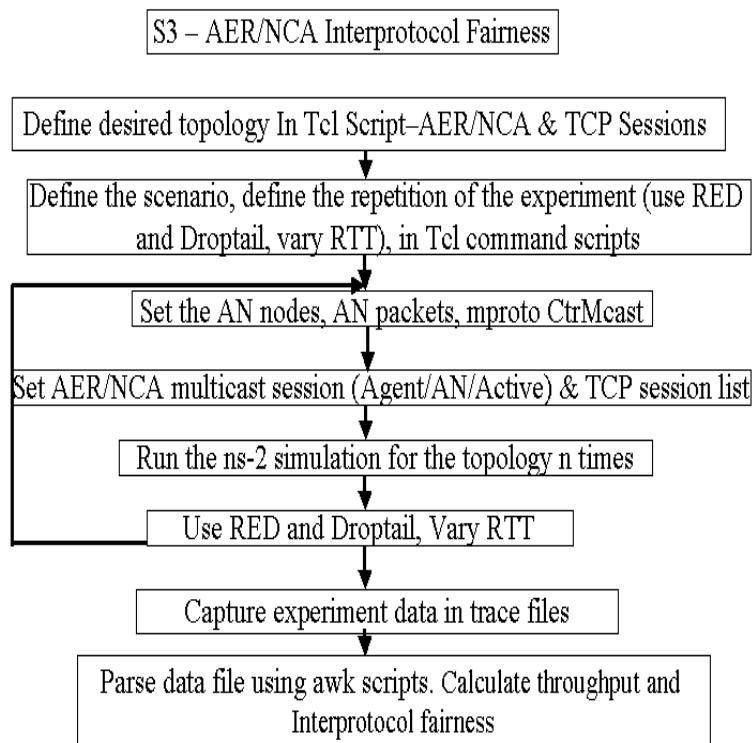 S3 – AER/NCA Interprotocol Fairness
Define desired topology In Tcl Script–AER/NCA & TCP Sessions
Define the scenario, define the repetition of the experiment (use RED
and Droptail, vary RTT), in Tcl command scripts
Set the AN nodes, AN packets, mproto CtrMcast
Set AER/NCA multicast session (Agent/AN/Active) & TCP session list
Run the ns-2 simulation for the topology n times
Use RED and Droptail, Vary RTT
Capture experiment data in trace files
Parse data file using awk scripts. Calculate throughput and
Interprotocol fairness